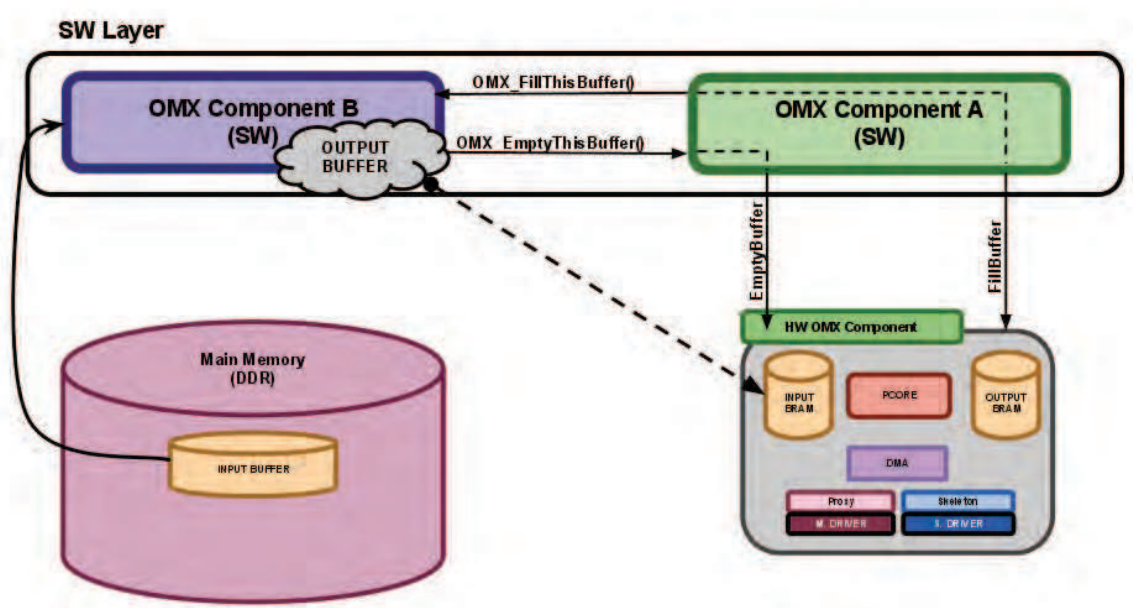 SW Layer
OMX Component B
(SW)
OUTPUT
BUFFER
OMX_FillThisBuffer()
OMX_EmptyThisBuffer()
OMX Component A
(SW)
EmptyBuffer
FillBuffer
Main Memory
(DDR)
INPUT BUFFER
HW OMX Component
INPUT
BRAM
PCORE
OUTPUT
BRAM
DMA
Proxy
Skeleton
M. DRIVER
S. DRIVER